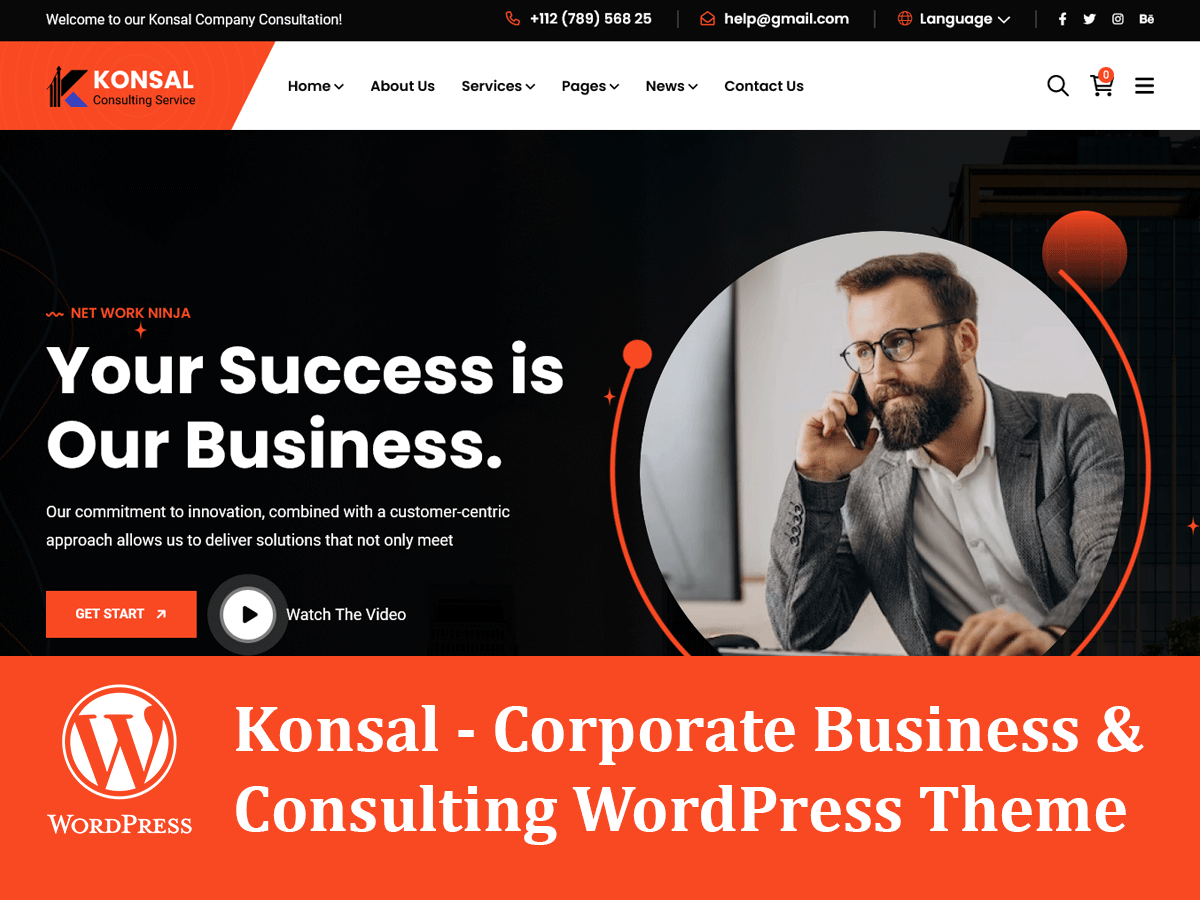 Welcome to our Konsal Company Consultation!
+112 (789) 568 25
help@gmail.com
Language
Bē
KONSAL
Consulting Service
Home
About Us
Services
Pages
News
Contact Us
0
NET WORK NINJA
Your Success is
Our Business.
Our commitment to innovation, combined with a customer-centric
approach allows us to deliver solutions that not only meet
GET START
Watch The Video
WORDPRESS
Konsal - Corporate Business &
Consulting WordPress Theme